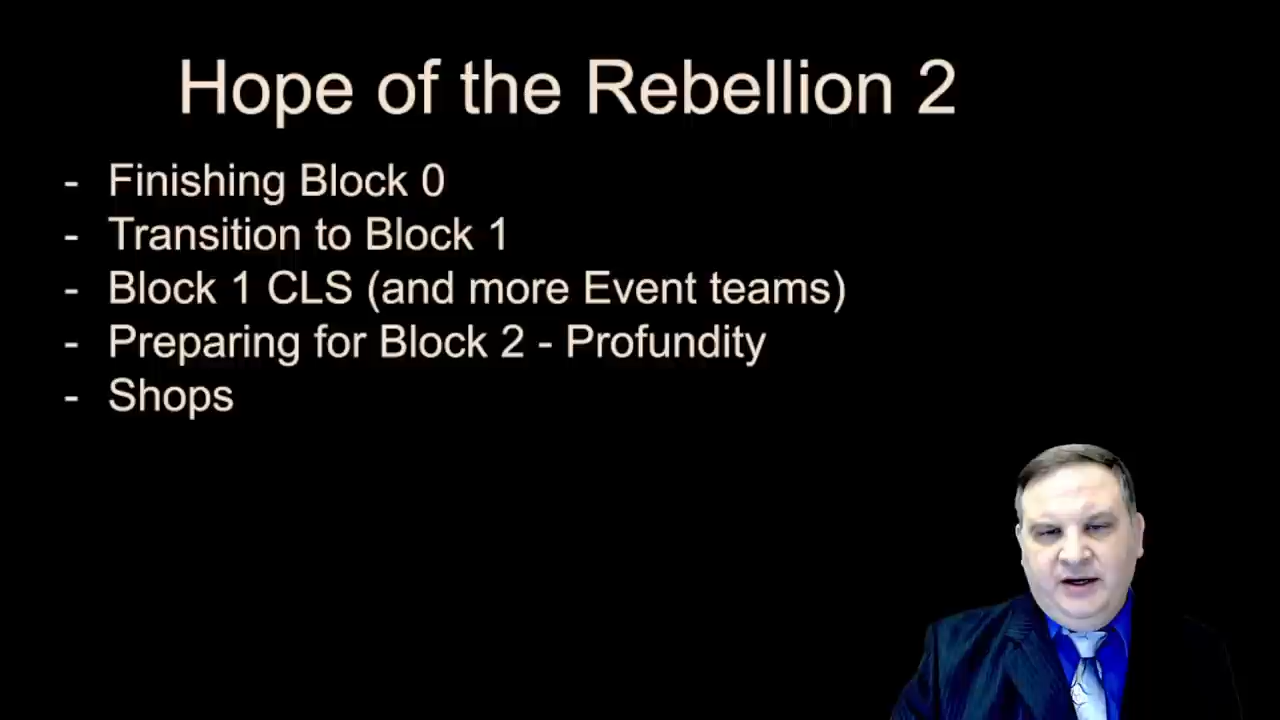 Hope of the Rebellion 2
- Finishing Block 0
- Transition to Block 1
- Block 1 CLS (and more Event teams)
- Preparing for Block 2 - Profundity
- Shops